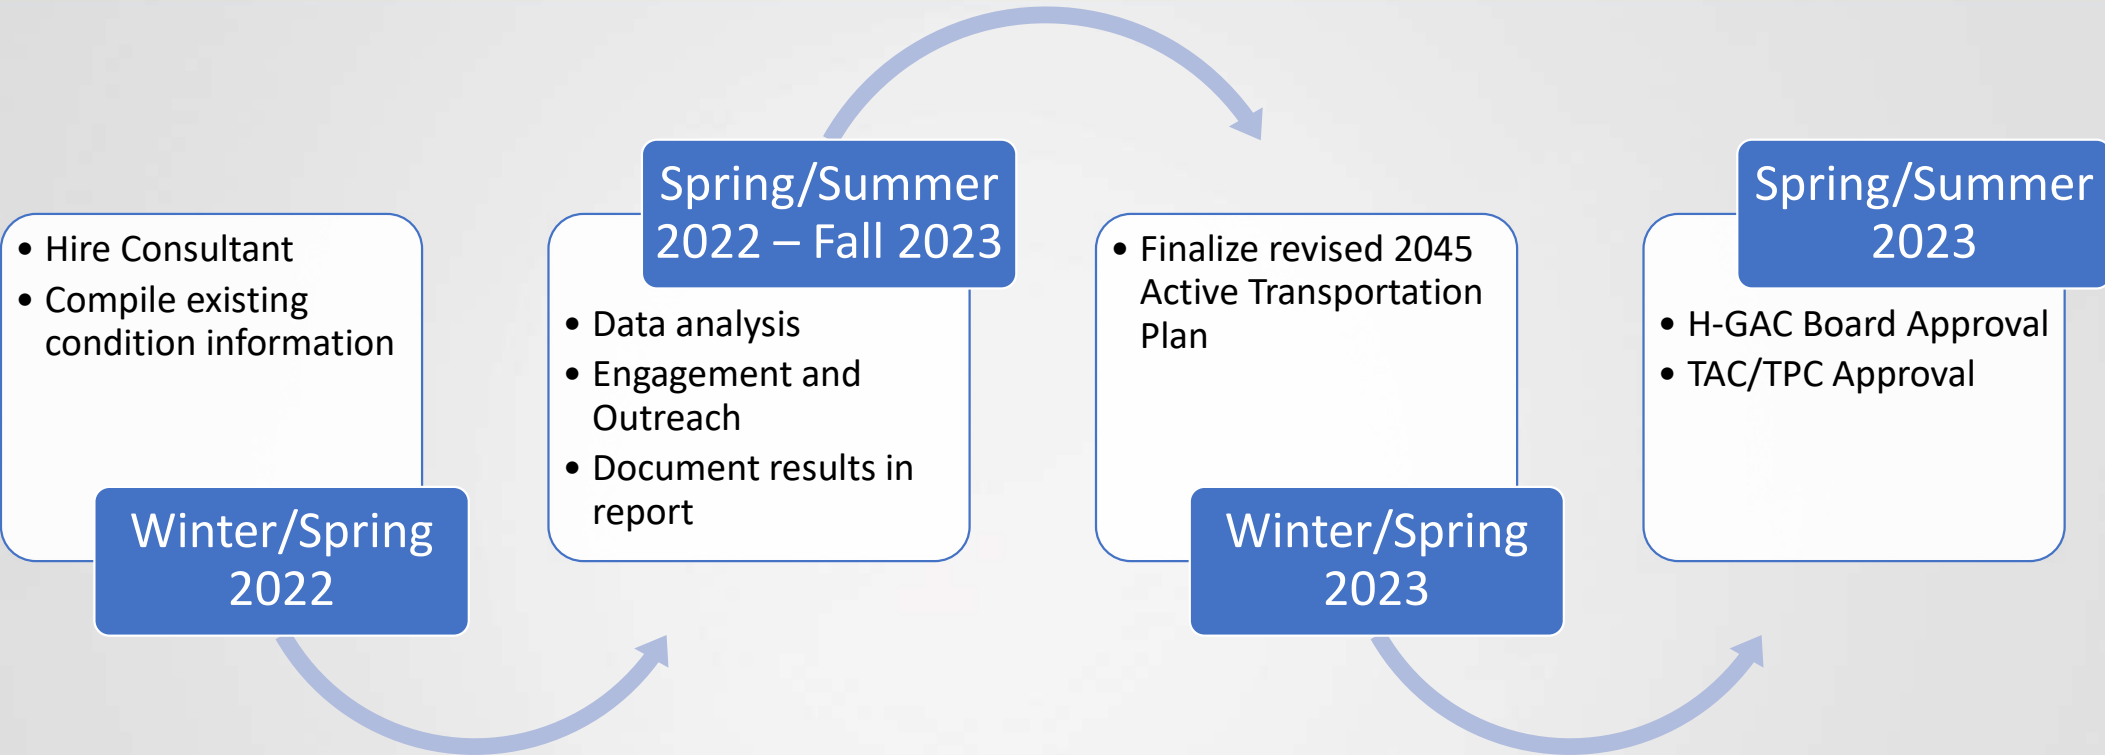 • Hire Consultant
• Compile existing
condition information
Winter/Spring
2022
Spring/Summer
2022 – Fall 2023
• Data analysis
• Engagement and
Outreach
• Document results in
report
• Finalize revised 2045
Active Transportation
Plan
Winter/Spring
2023
Spring/Summer
2023
• H-GAC Board Approval
• TAC/TPC Approval